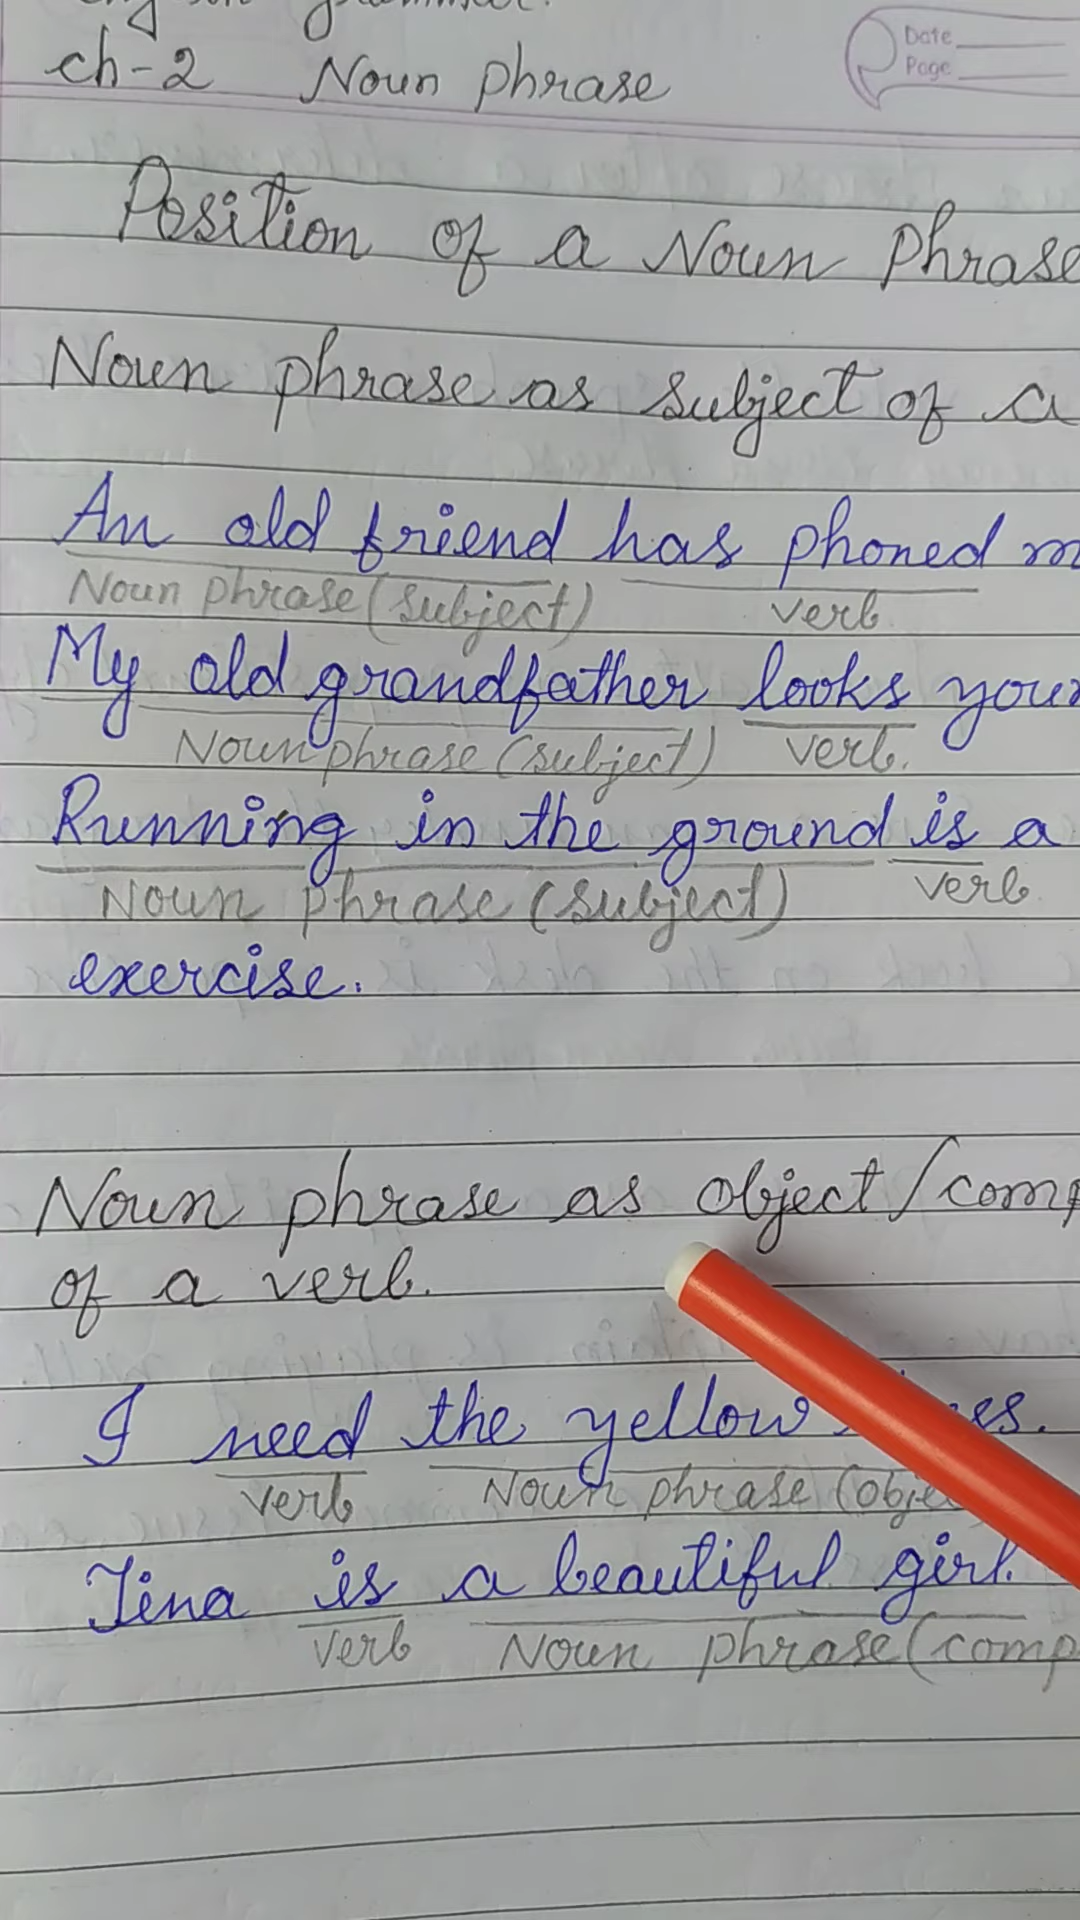 ch-2 Noun phrase
Date
Page
Position of a Noun Phrase
Noun phrase as subject of a
An old friend has phoned
Noun phrase (subject) verb
My old grandfather looks
Noun phrase (subject) verb.
Running in the ground is a
Noun phrase (subject) verb.
exercise.
Noun phrase as object/comp
of a verb.
I need the yellow
verb Noun phrase (obje
Tina is a beautiful girl.
verb Noun phrase (comp